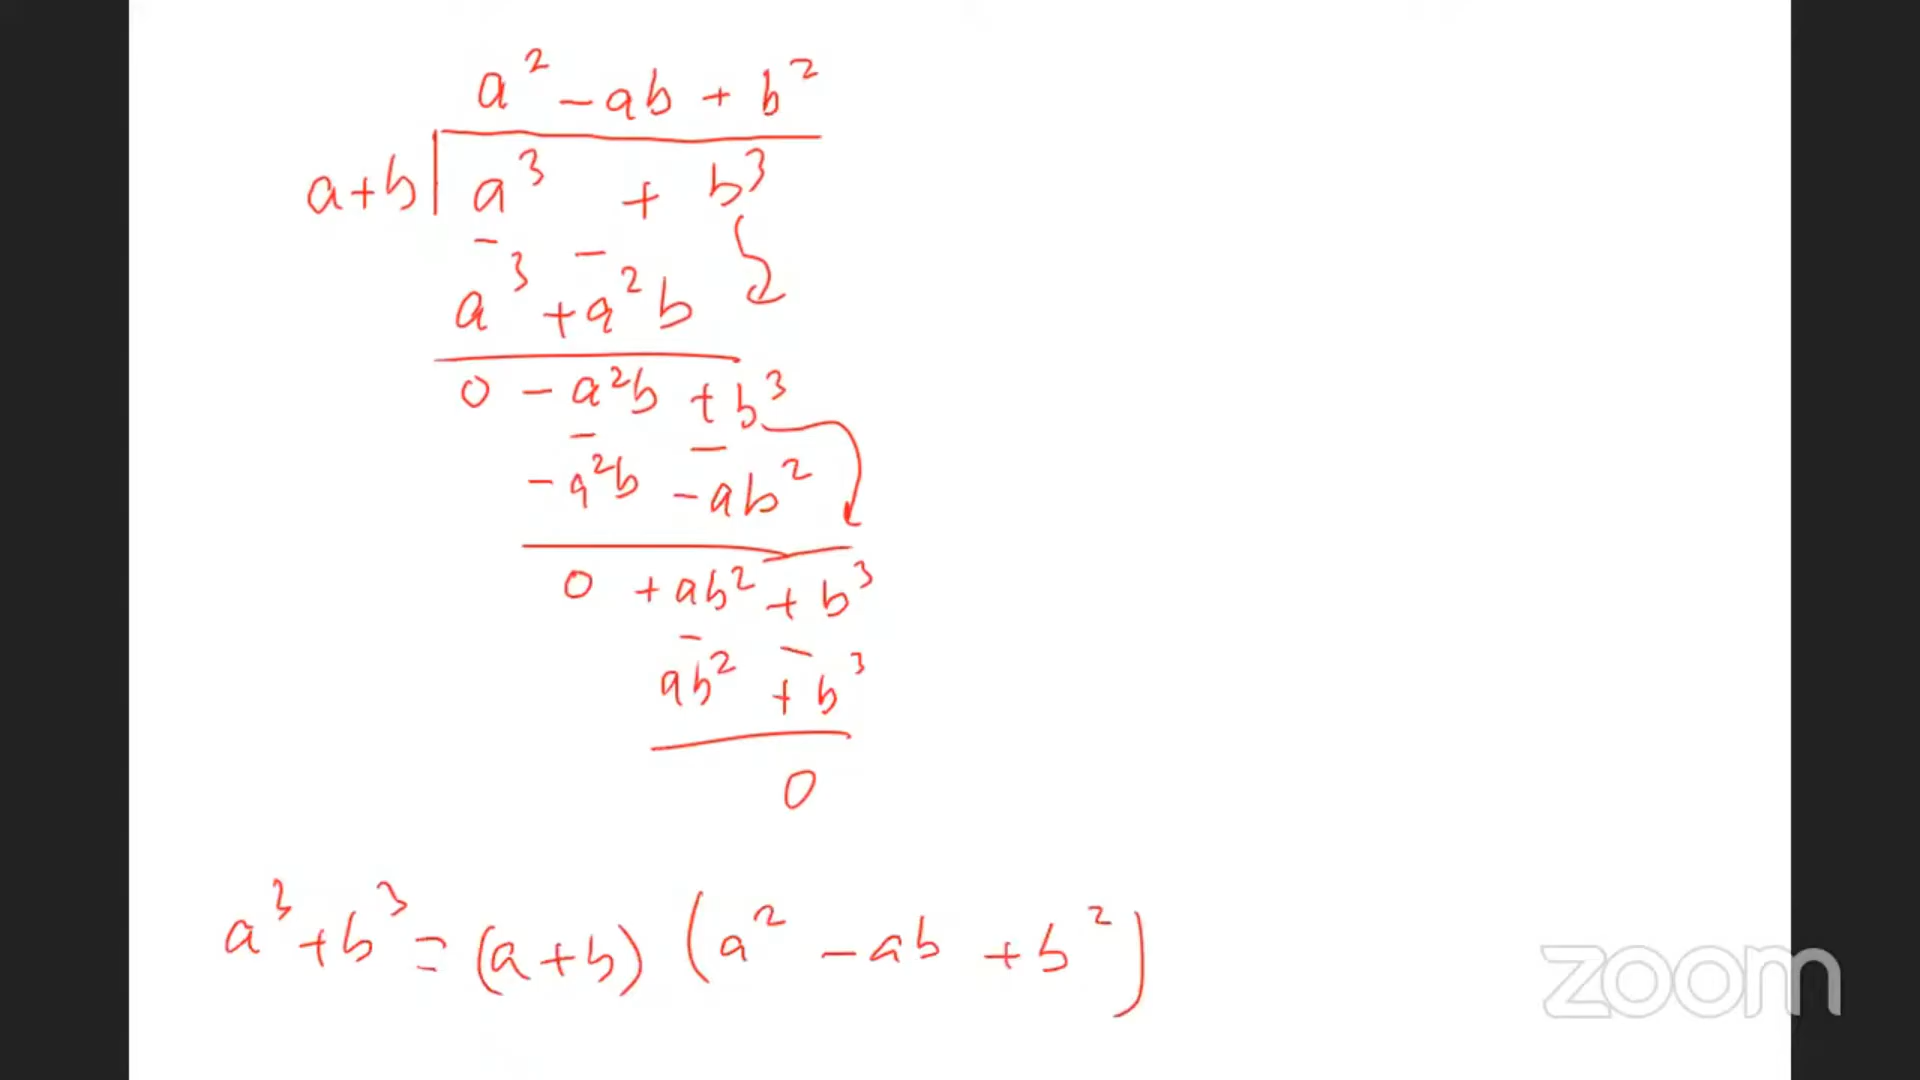 a² - ab + b²
a+b | a³ + b³
- -
a³ + a²b
0 - a²b + b³
- -
- a²b - ab²
0 + ab² + b³
- -
ab² + b³
0
a³ + b³ = (a + b) (a² - ab + b²)
zoom